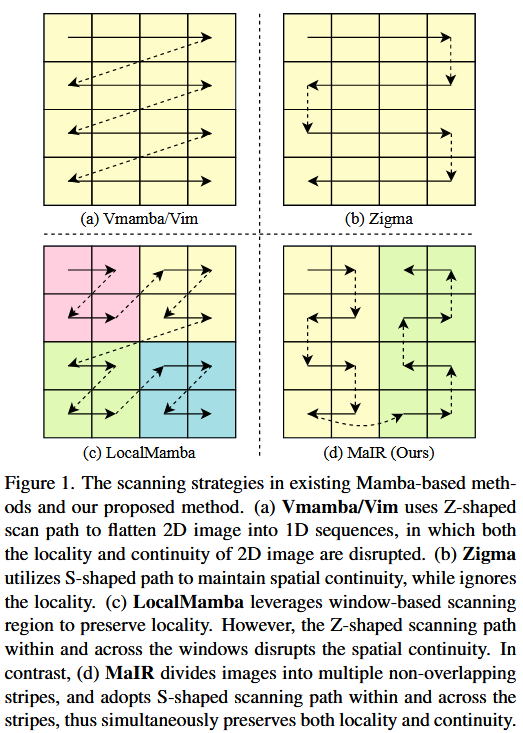 (a) Vmamba/Vim
(b) Zigma
(c) LocalMamba
(d) MaIR (Ours)
Figure 1. The scanning strategies in existing Mamba-based meth-
ods and our proposed method. (a) Vmamba/Vim uses Z-shaped
scan path to flatten 2D image into 1D sequences, in which both
the locality and continuity of 2D image are disrupted. (b) Zigma
utilizes S-shaped path to maintain spatial continuity, while ignores
the locality. (c) LocalMamba leverages window-based scanning
region to preserve locality. However, the Z-shaped scanning path
within and across the windows disrupts the spatial continuity. In
contrast, (d) MaIR divides images into multiple non-overlapping
stripes, and adopts S-shaped scanning path within and across the
stripes, thus simultaneously preserves both locality and continuity.